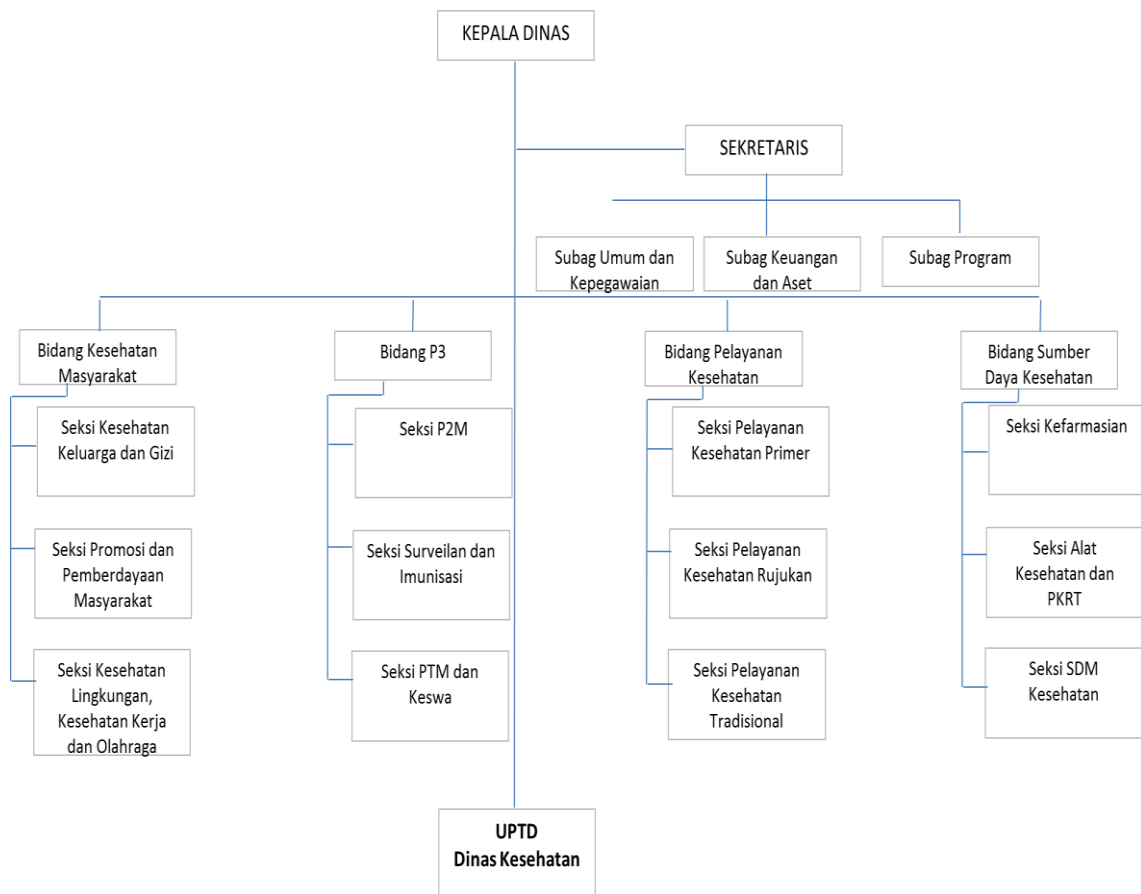 KEPALA DINAS
SEKRETARIS
Subag Umum dan
Kepegawaian
Subag Keuangan
dan Aset
Subag Program
Bidang Kesehatan
Masyarakat
Bidang P3
Bidang Pelayanan
Kesehatan
Bidang Sumber
Daya Kesehatan
Seksi Kesehatan
Keluarga dan Gizi
Seksi P2M
Seksi Pelayanan
Kesehatan Primer
Seksi Kefarmasian
Seksi Promosi dan
Pemberdayaan
Masyarakat
Seksi Surveilan dan
Imunisasi
Seksi Pelayanan
Kesehatan Rujukan
Seksi Alat
Kesehatan dan
PKRT
Seksi Kesehatan
Lingkungan,
Kesehatan Kerja
dan Olahraga
Seksi PTM dan
Keswa
Seksi Pelayanan
Kesehatan
Tradisional
Seksi SDM
Kesehatan
UPTD
Dinas Kesehatan